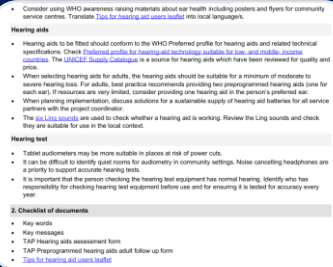 • Consider using WHO awareness raising materials about ear health including posters and flyers for community
service centres. Translate Tips for hearing aid users leaflet into local language/s.
Hearing aids
• Hearing aids to be fitted should conform to the WHO Preferred profile for hearing aids and related technical
specifications. Check Preferred profile for hearing-aid technology suitable for low- and middle- income
countries. The UNICEF Supply Catalogue is a source for hearing aids which have been reviewed for quality and
price.
• When selecting hearing aids for adults, the hearing aids should be suitable for a minimum of moderate to
severe hearing loss. For adults, best practice recommends two preprogrammed hearing aids (one for
each ear). If resources are very limited, consider providing one hearing aid in the person's preferred ear.
• When planning implementation, discuss solutions for a sustainable supply of hearing aid batteries for all service
partners with the project coordinator.
• The six Ling sounds are used to check whether a hearing aid is working. Review the Ling sounds and check
they are suitable for use in the local context.
Hearing test
• Tablet audiometers may be more suitable in places at risk of power cuts.
• It can be difficult to identify quiet rooms for audiometry in community settings. Noise cancelling headphones are
a priority to support accurate hearing tests.
• It is important that the person checking the hearing test equipment has normal hearing. Identify who has
responsibility for checking hearing test equipment before use and for ensuring it is tested for accuracy every
year.
2. Checklist of documents
• Key words
• Key messages
• TAP Hearing aids assessment form
• TAP Preprogrammed hearing aids adult follow up form
• Tips for hearing aid users leaflet